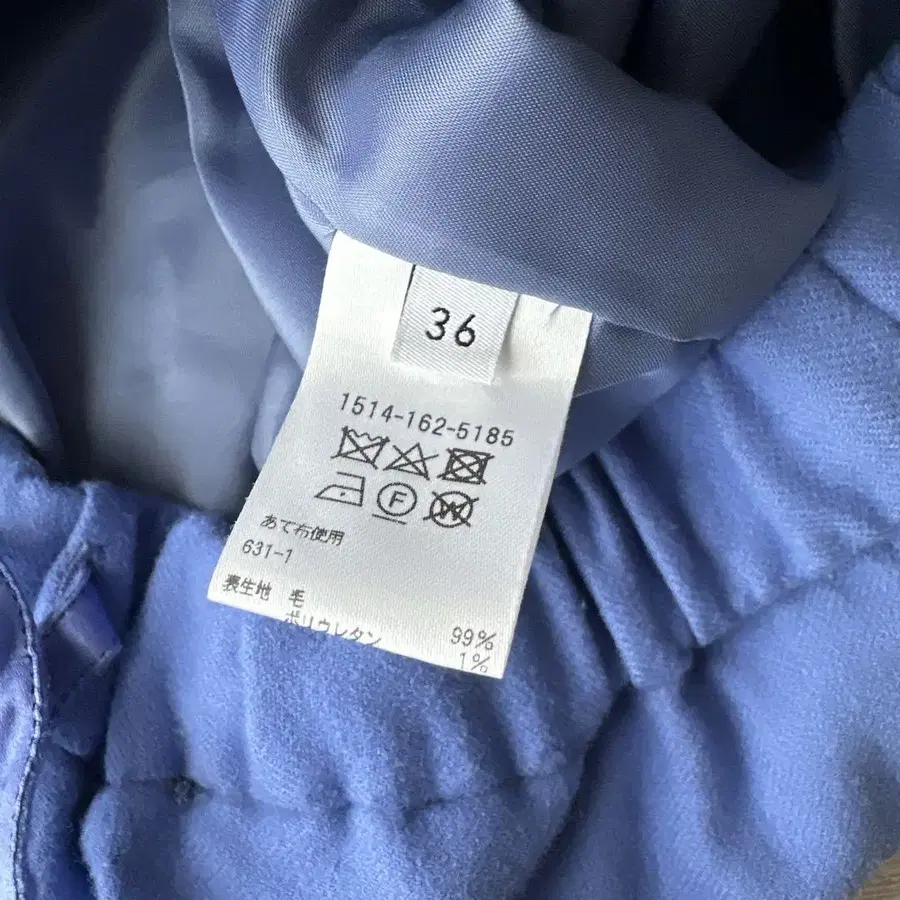 36
1514-162-5185
F
W
あて布使用
631-1
表生地 毛 99%
ポリウレタン 1%